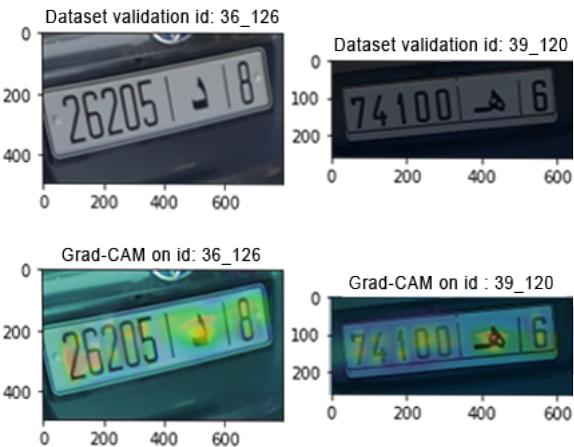 Dataset validation id: 36_126
0
200
400
0 200 400 600
26205 | د | 8
Dataset validation id: 39_120
0
100
200
0 200 400 600
74100 | هـ | 6
Grad-CAM on id: 36_126
0
200
400
0 200 400 600
26205 | د | 8
Grad-CAM on id : 39_120
0
100
200
0 200 400 600
74100 | هـ | 6